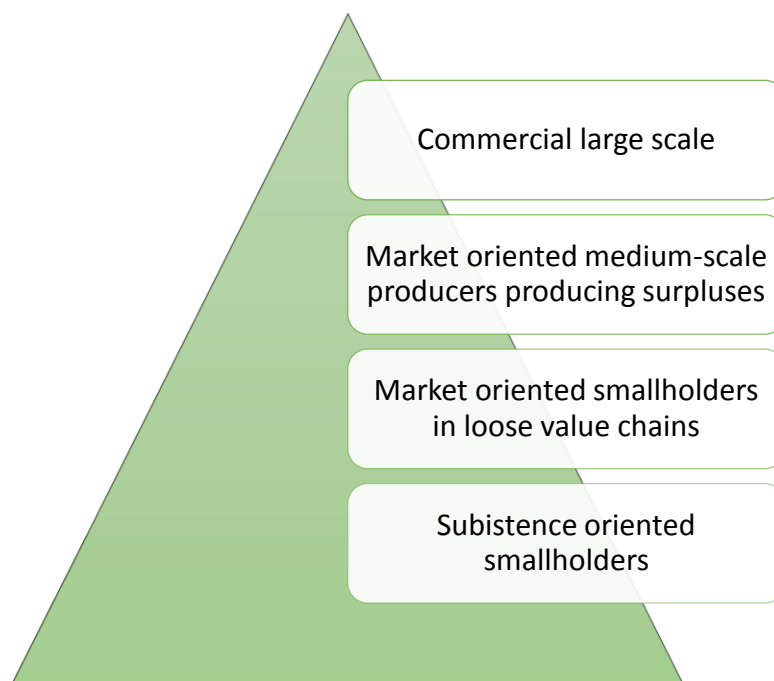 Commercial large scale
Market oriented medium-scale
producers producing surpluses
Market oriented smallholders
in loose value chains
Subistence oriented
smallholders